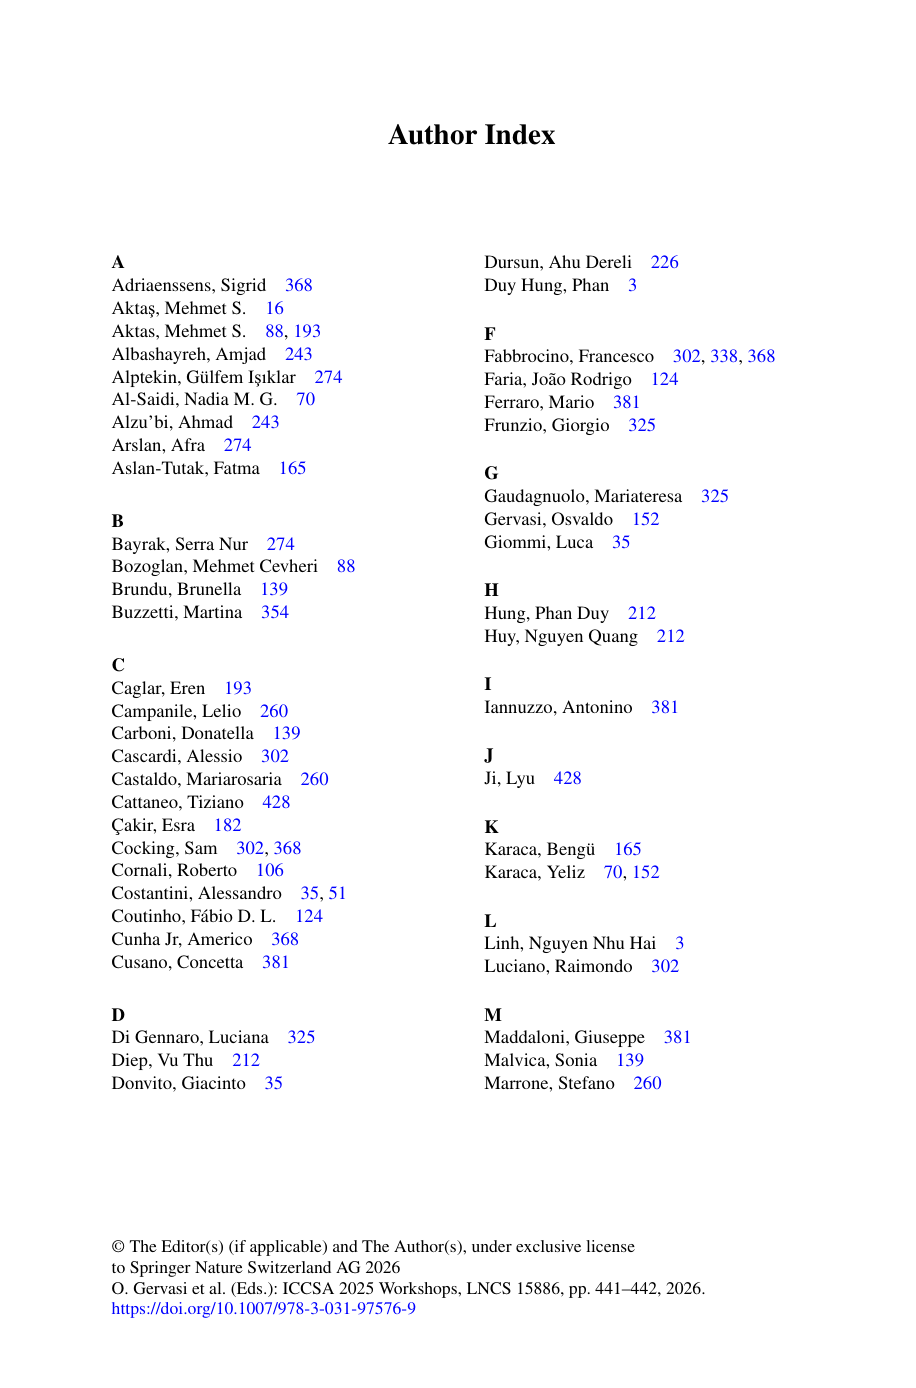 Author Index
A
Adriaenssens, Sigrid 368
Aktaş, Mehmet S. 16
Aktas, Mehmet S. 88, 193
Albashayreh, Amjad 243
Alptekin, Gülfem Işıklar 274
Al-Saidi, Nadia M. G. 70
Alzu’bi, Ahmad 243
Arslan, Afra 274
Aslan-Tutak, Fatma 165
B
Bayrak, Serra Nur 274
Bozoglan, Mehmet Cevheri 88
Brundu, Brunella 139
Buzzetti, Martina 354
C
Caglar, Eren 193
Campanile, Lelio 260
Carboni, Donatella 139
Cascardi, Alessio 302
Castaldo, Mariarosaria 260
Cattaneo, Tiziano 428
Çakir, Esra 182
Cocking, Sam 302, 368
Cornali, Roberto 106
Costantini, Alessandro 35, 51
Coutinho, Fábio D. L. 124
Cunha Jr, Americo 368
Cusano, Concetta 381
D
Di Gennaro, Luciana 325
Diep, Vu Thu 212
Donvito, Giacinto 35
Dursun, Ahu Dereli 226
Duy Hung, Phan 3
F
Fabbrocino, Francesco 302, 338, 368
Faria, João Rodrigo 124
Ferraro, Mario 381
Frunzio, Giorgio 325
G
Gaudagnuolo, Mariateresa 325
Gervasi, Osvaldo 152
Giommi, Luca 35
H
Hung, Phan Duy 212
Huy, Nguyen Quang 212
I
Iannuzzo, Antonino 381
J
Ji, Lyu 428
K
Karaca, Bengü 165
Karaca, Yeliz 70, 152
L
Linh, Nguyen Nhu Hai 3
Luciano, Raimondo 302
M
Maddaloni, Giuseppe 381
Malvica, Sonia 139
Marrone, Stefano 260
© The Editor(s) (if applicable) and The Author(s), under exclusive license
to Springer Nature Switzerland AG 2026
O. Gervasi et al. (Eds.): ICCSA 2025 Workshops, LNCS 15886, pp. 441–442, 2026.
https://doi.org/10.1007/978-3-031-97576-9